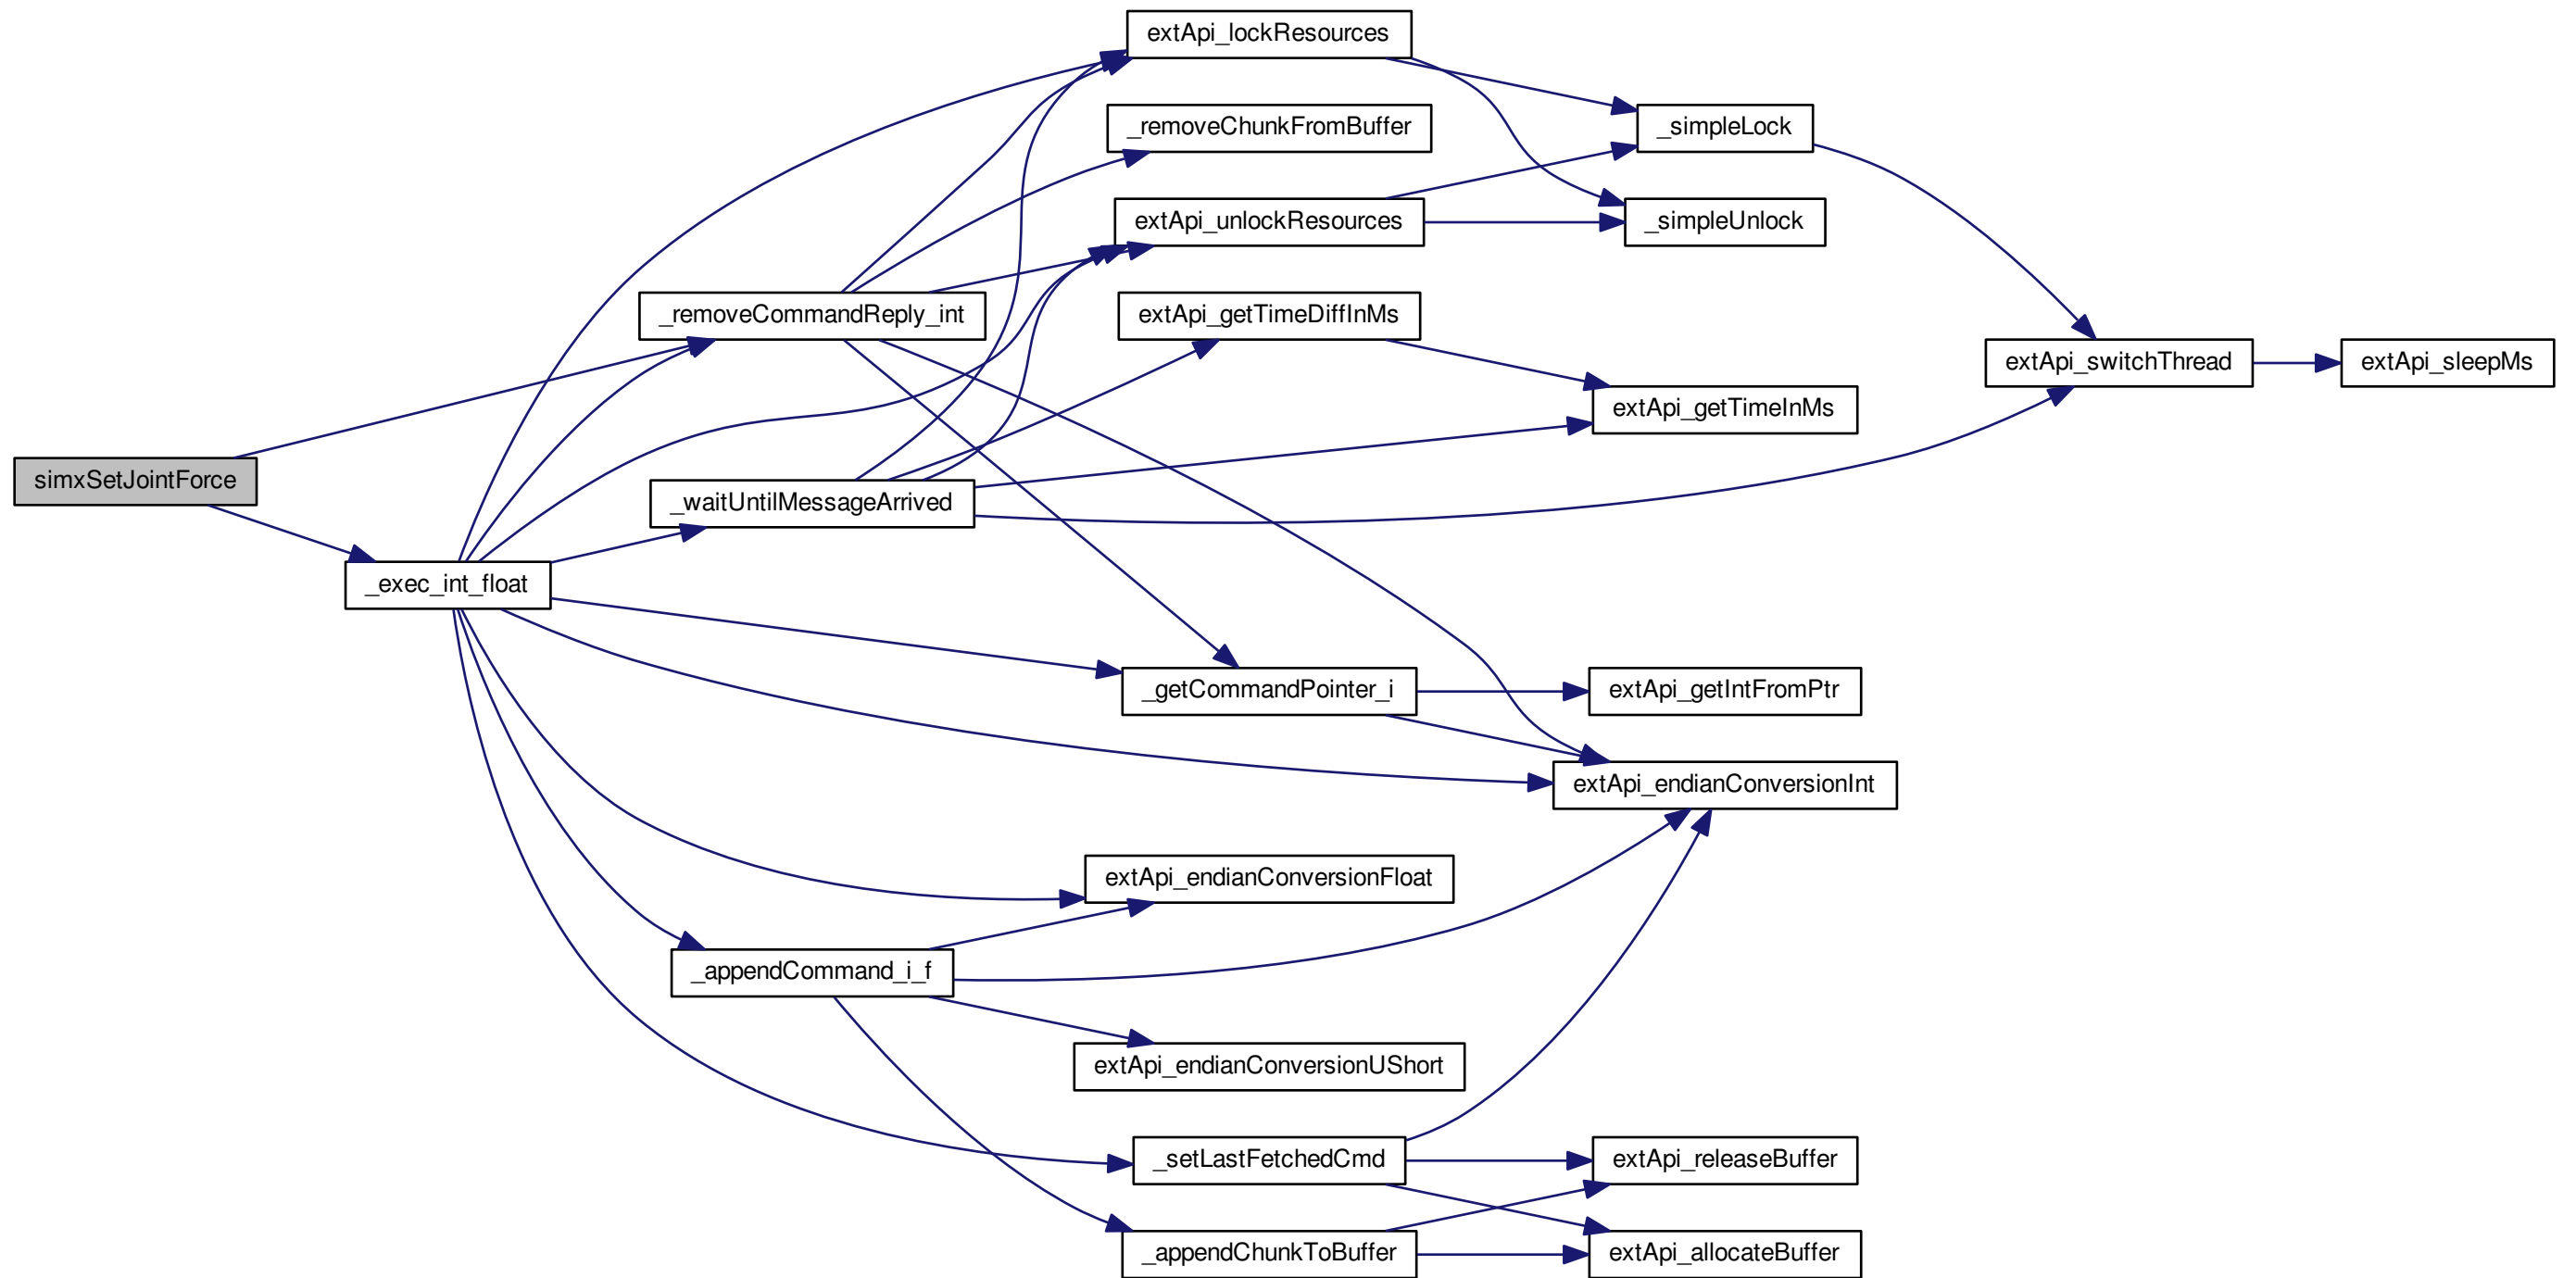 extApi_lockResources
_removeChunkFromBuffer
_simpleLock
extApi_unlockResources
_simpleUnlock
_removeCommandReply_int
extApi_getTimeDiffInMs
extApi_switchThread
extApi_sleepMs
extApi_getTimeInMs
simxSetJointForce
_waitUntilMessageArrived
_exec_int_float
_getCommandPointer_i
extApi_getIntFromPtr
extApi_endianConversionInt
extApi_endianConversionFloat
_appendCommand_i_f
extApi_endianConversionUShort
_setLastFetchedCmd
extApi_releaseBuffer
_appendChunkToBuffer
extApi_allocateBuffer